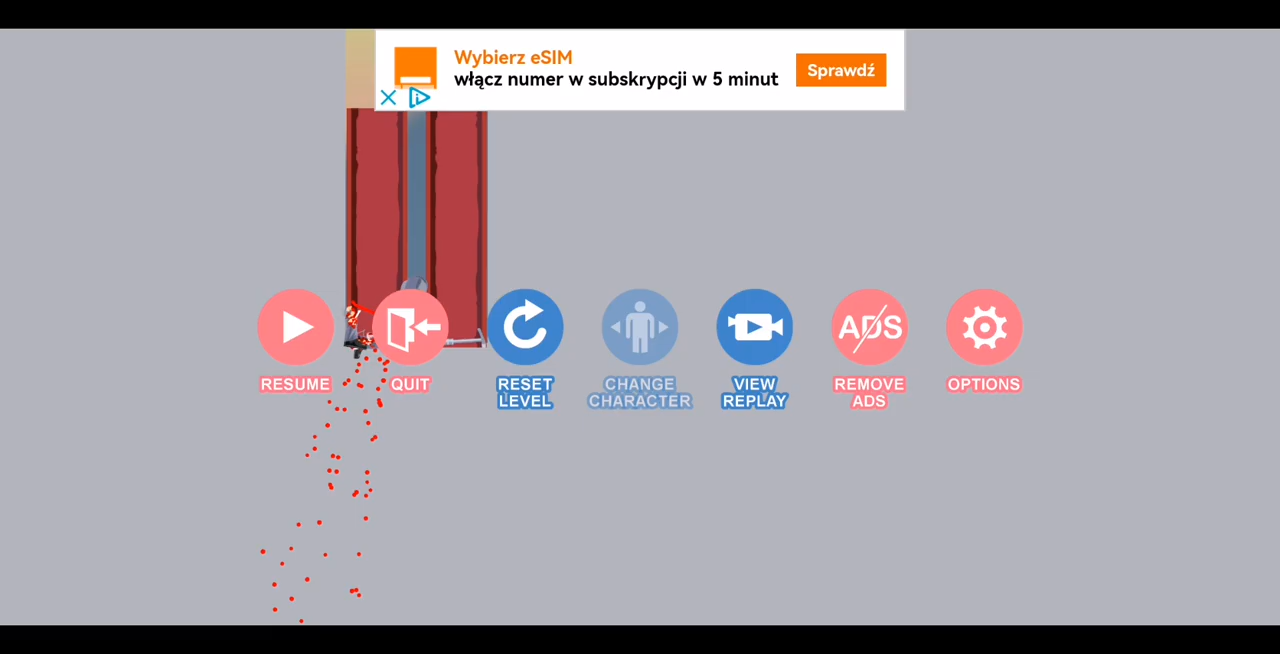 Wybierz eSIM
włącz numer w subskrypcji w 5 minut
Sprawdź
RESUME
QUIT
RESET
LEVEL
CHANGE
CHARACTER
VIEW
REPLAY
ADS
REMOVE
ADS
OPTIONS